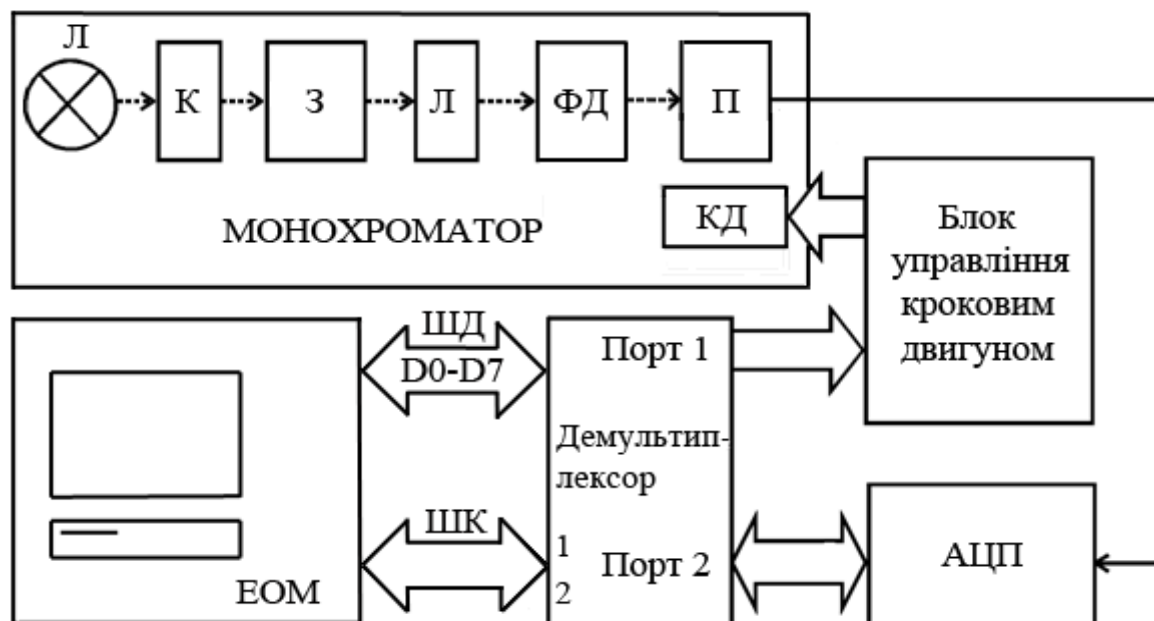 Л
К
З
Л
ФД
П
МОНОХРОМАТОР
КД
Блок
управління
кроковим
двигуном
ШД
D0-D7
Порт 1
Демультип-
лексор
ШК
1
2
Порт 2
АЦП
ЕОМ